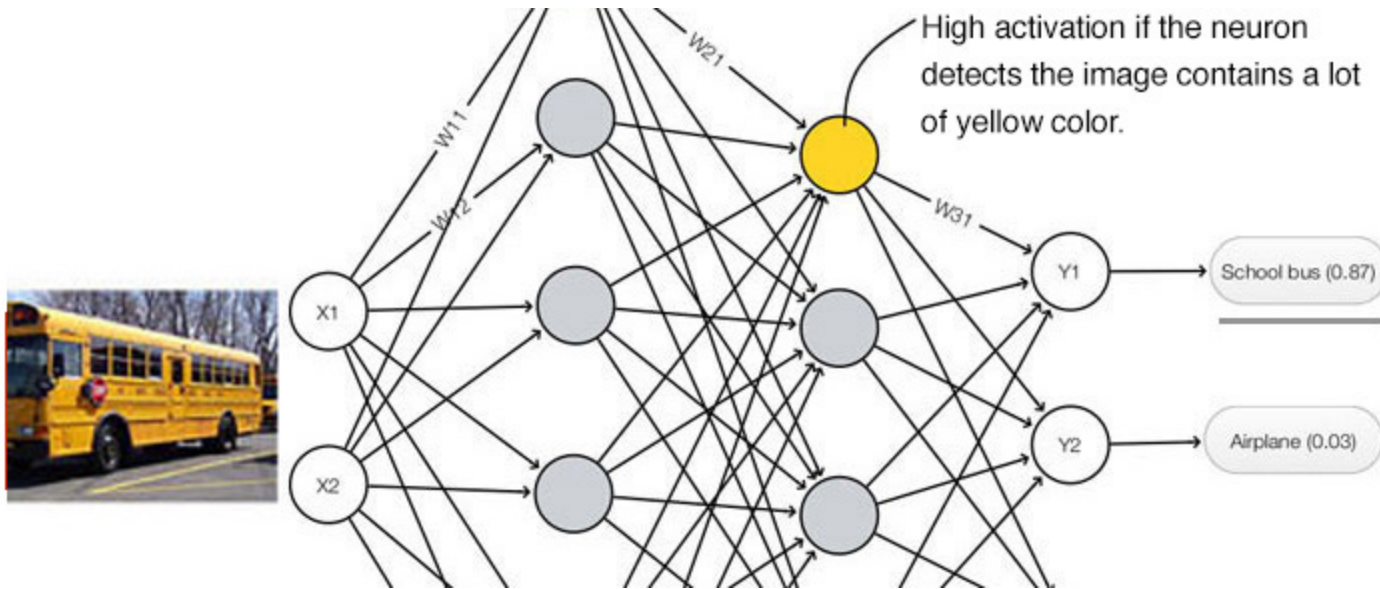 High activation if the neuron
detects the image contains a lot
of yellow color.
W21
W11
W12
W31
X1
Y1
School bus (0.87)
X2
Y2
Airplane (0.03)